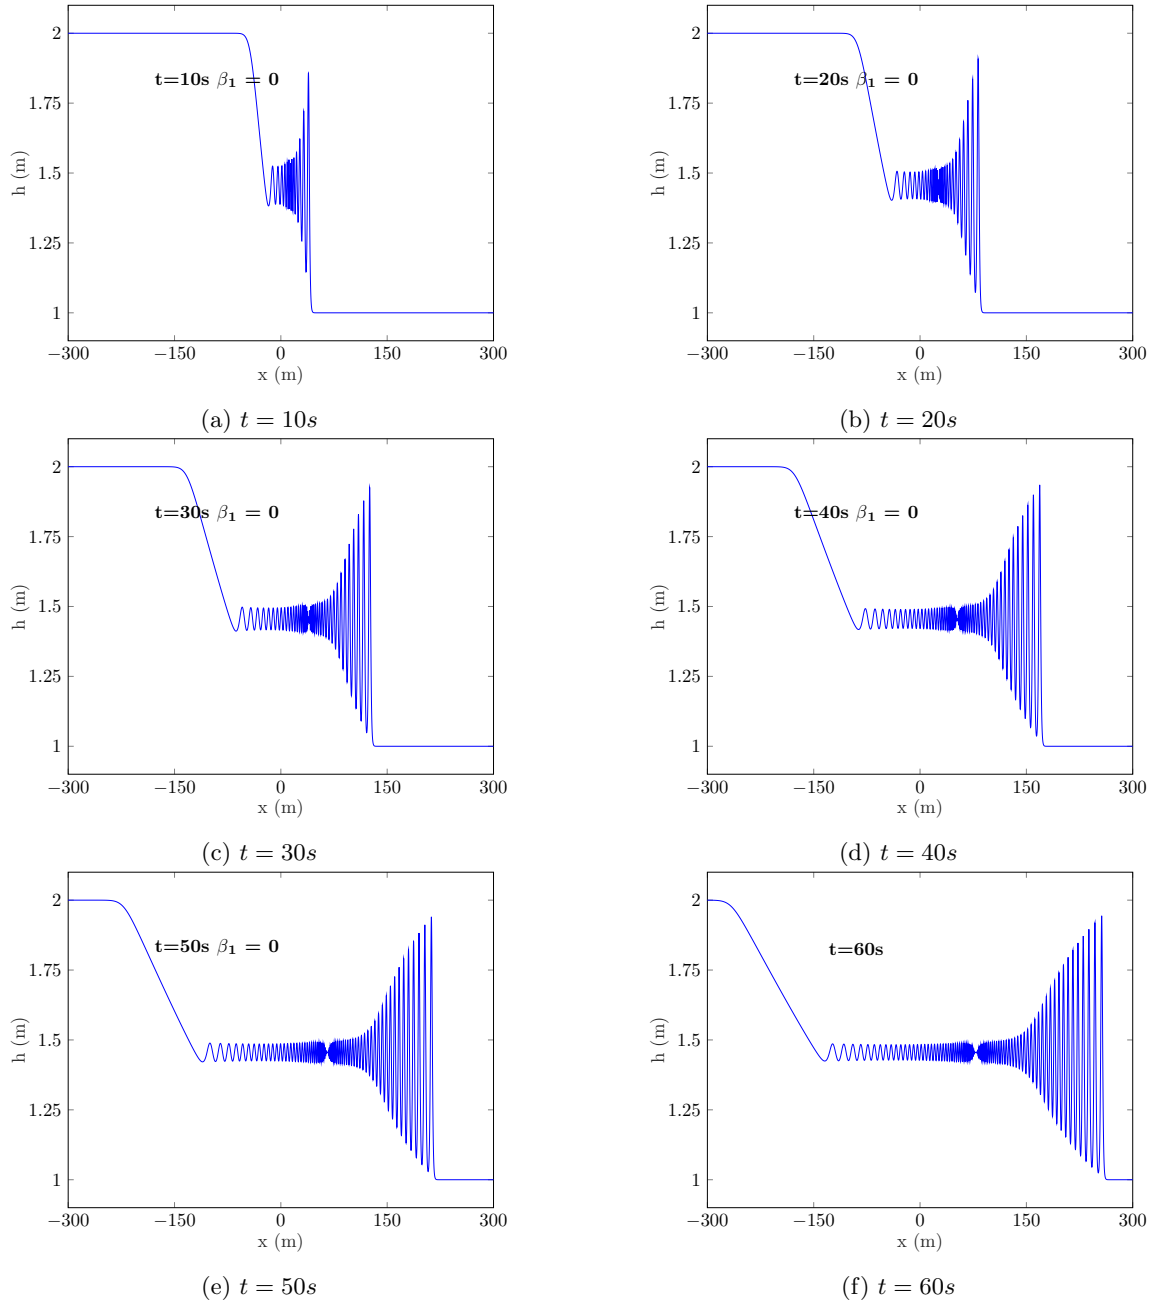 2
1.75
1.5
1.25
1
h (m)
t=10s β₁ = 0
−300 −150 0 150 300
x (m)
(a) t = 10s
2
1.75
1.5
1.25
1
h (m)
t=20s β₁ = 0
−300 −150 0 150 300
x (m)
(b) t = 20s
2
1.75
1.5
1.25
1
h (m)
t=30s β₁ = 0
−300 −150 0 150 300
x (m)
(c) t = 30s
2
1.75
1.5
1.25
1
h (m)
t=40s β₁ = 0
−300 −150 0 150 300
x (m)
(d) t = 40s
2
1.75
1.5
1.25
1
h (m)
t=50s β₁ = 0
−300 −150 0 150 300
x (m)
(e) t = 50s
2
1.75
1.5
1.25
1
h (m)
t=60s
−300 −150 0 150 300
x (m)
(f) t = 60s